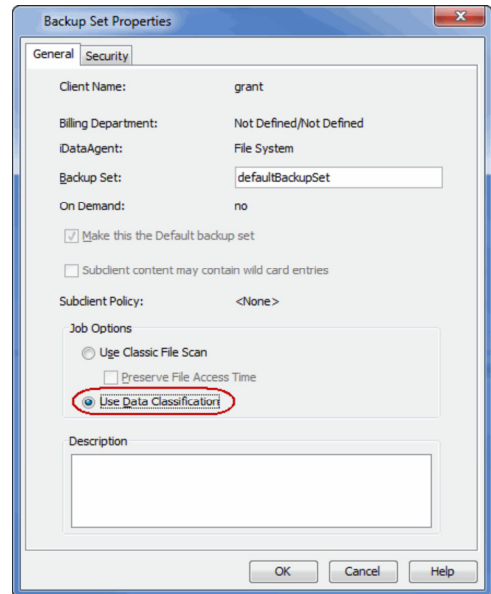 Backup Set Properties
General Security
Client Name: grant
Billing Department: Not Defined/Not Defined
iDataAgent: File System
Backup Set: defaultBackupSet
On Demand: no
Make this the Default backup set
Subclient content may contain wild card entries
Subclient Policy: <None>
Job Options
Use Classic File Scan
Preserve File Access Time
Use Data Classification
Description
OK Cancel Help